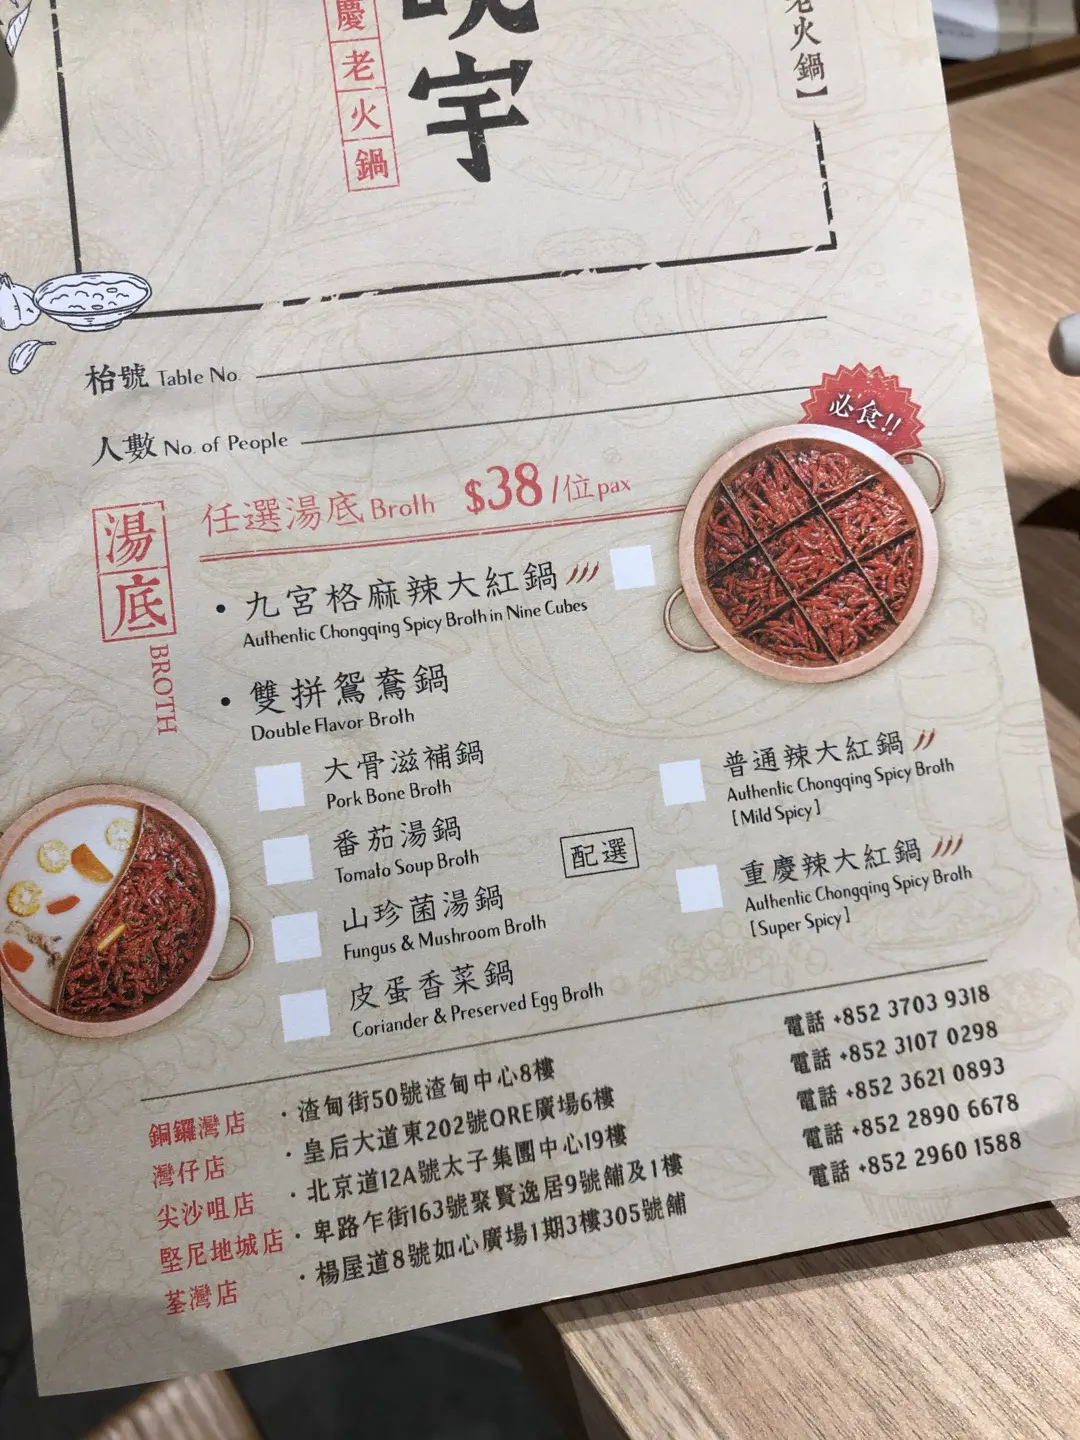 慶老火鍋
宇
老火鍋】
枱號 Table No.
人數 No. of People
必食!!
湯底 BROTH
任選湯底 Broth $38/位 pax
• 九宮格麻辣大紅鍋
Authentic Chongqing Spicy Broth in Nine Cubes
• 雙拼鴛鴦鍋
Double Flavor Broth
大骨滋補鍋
Pork Bone Broth
番茄湯鍋
Tomato Soup Broth
山珍菌湯鍋
Fungus & Mushroom Broth
皮蛋香菜鍋
Coriander & Preserved Egg Broth
配選
普通辣大紅鍋
Authentic Chongqing Spicy Broth
[Mild Spicy]
重慶辣大紅鍋
Authentic Chongqing Spicy Broth
[Super Spicy]
銅鑼灣店 · 渣甸街50號渣甸中心8樓 電話 +852 3703 9318
灣仔店 · 皇后大道東202號QRE廣場6樓 電話 +852 3107 0298
尖沙咀店 · 北京道12A號太子集團中心19樓 電話 +852 3621 0893
堅尼地城店 · 卑路乍街163號聚賢逸居9號舖及1樓 電話 +852 2890 6678
荃灣店 · 楊屋道8號如心廣場1期3樓305號舖 電話 +852 2960 1588